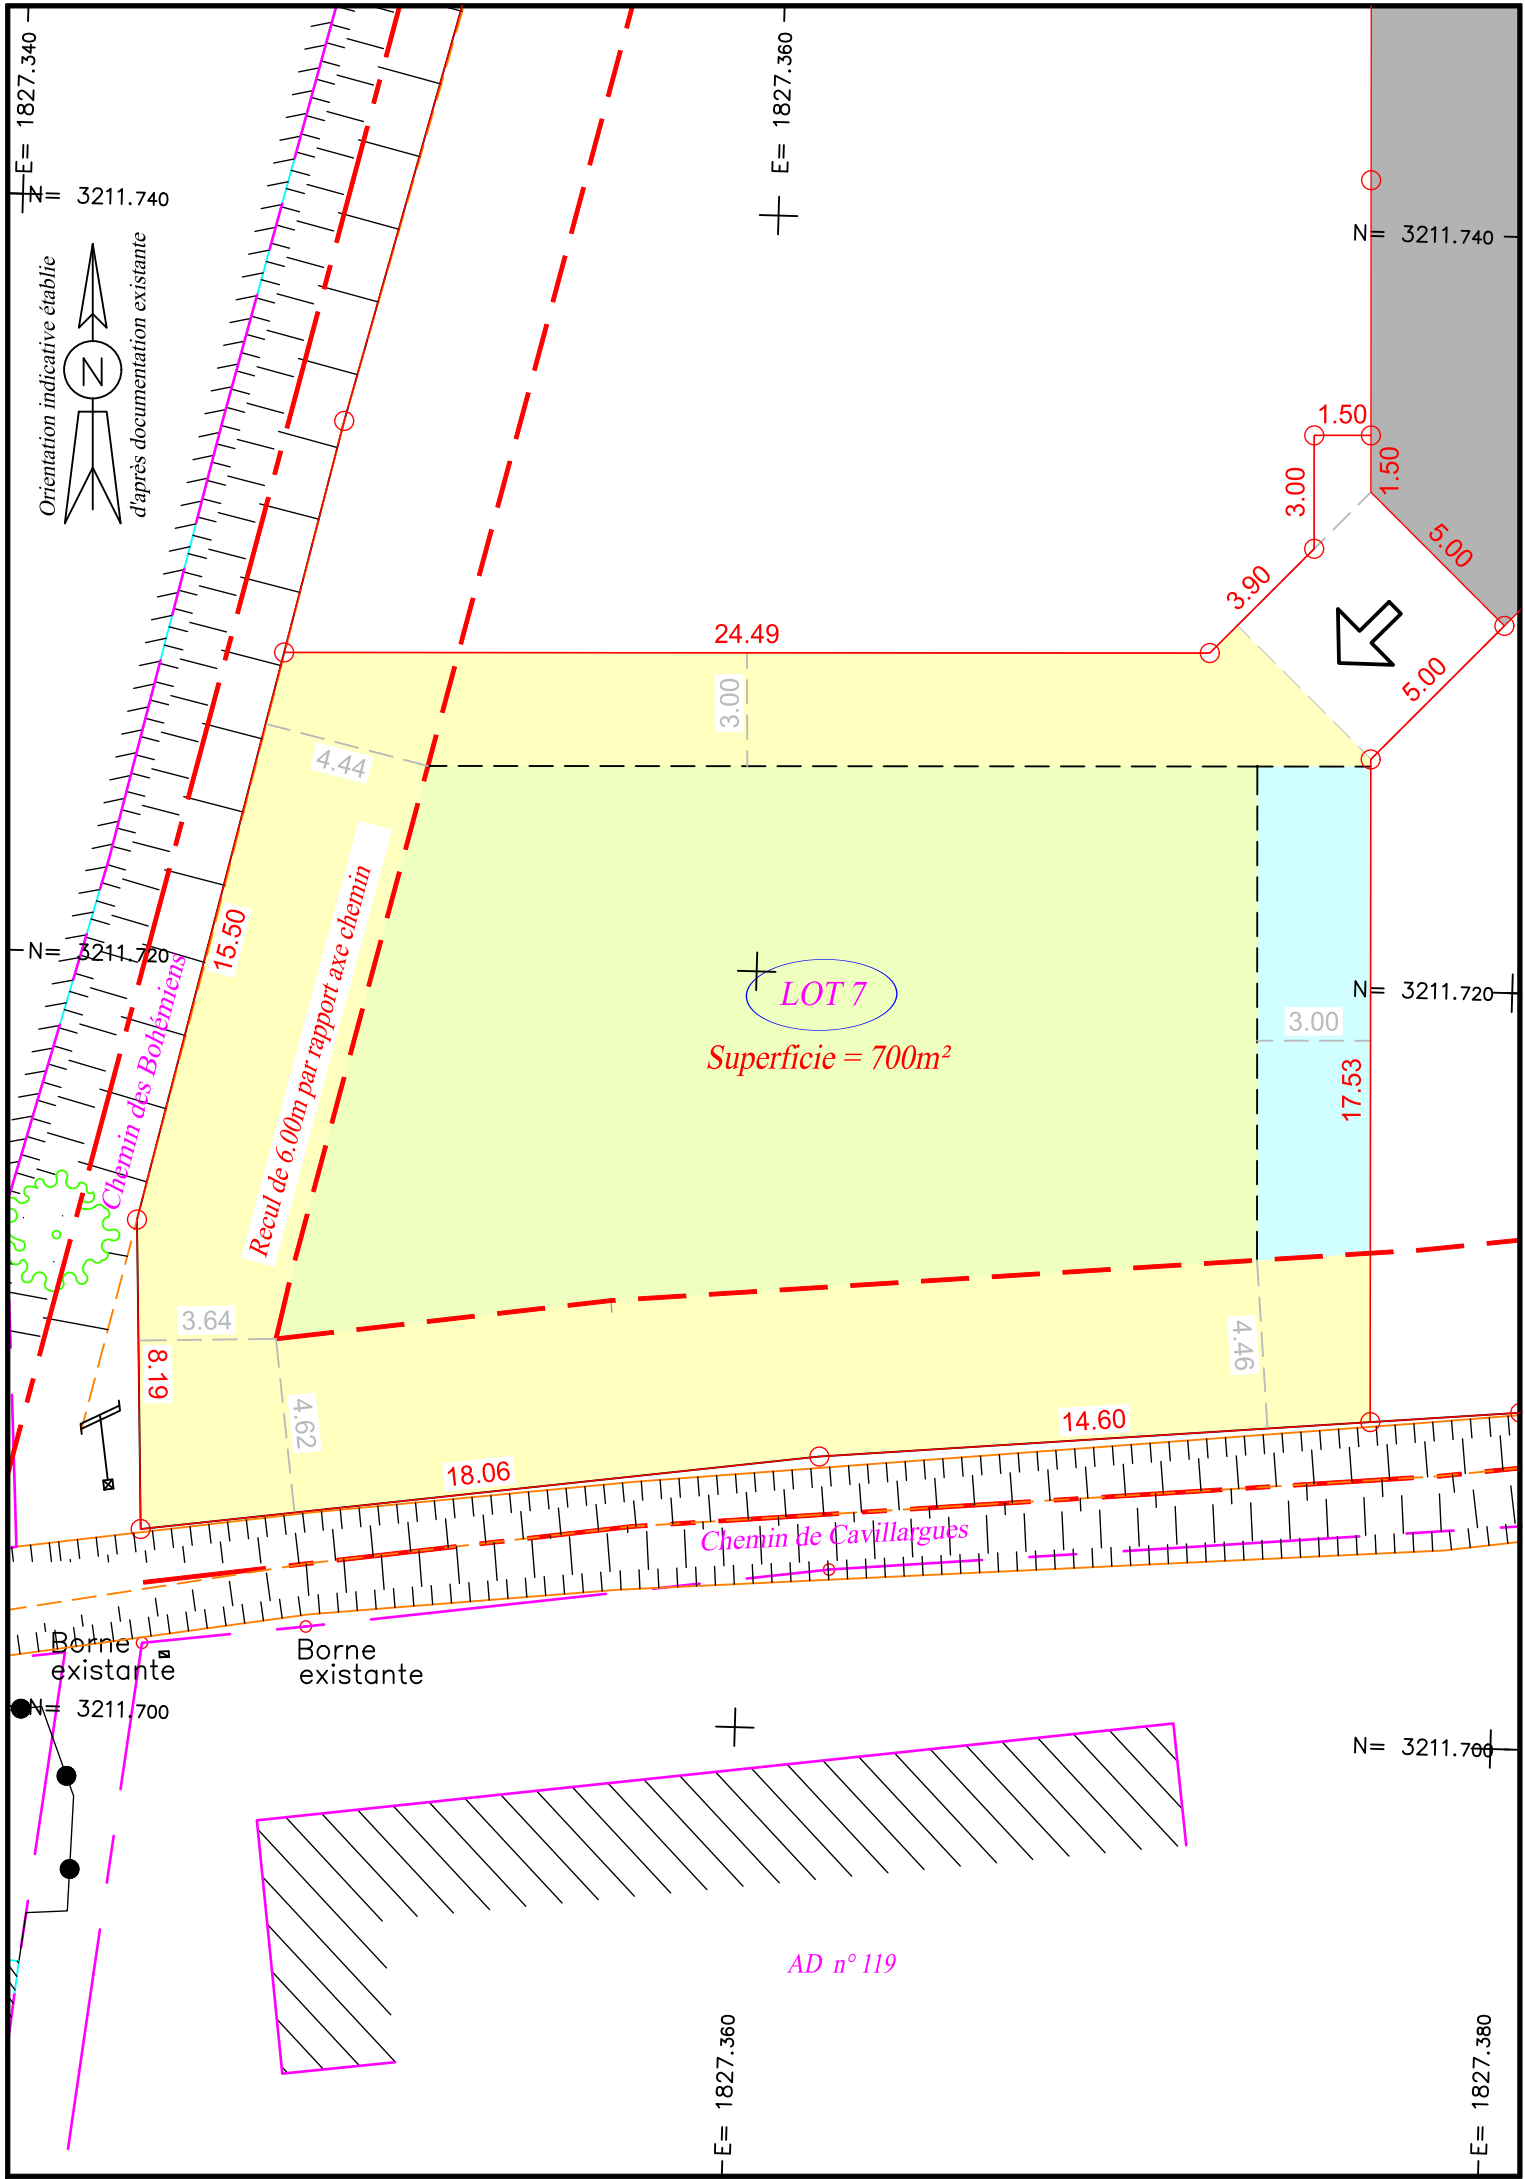 E= 1827.340
E= 1827.360
N= 3211.740
N= 3211.740
Orientation indicative établie
N
d'après documentation existante
1.50
1.50
3.00
5.00
3.90
5.00
24.49
3.00
4.44
15.50
N= 3211.720
Chemin des Bohémiens
Recul de 6.00m par rapport axe chemin
LOT 7
Superficie = 700m²
N= 3211.720
3.00
17.53
3.64
8.19
4.62
4.46
14.60
18.06
Chemin de Cavillargues
Borne
existante
Borne
existante
N= 3211.700
N= 3211.700
AD n° 119
E= 1827.360
E= 1827.380